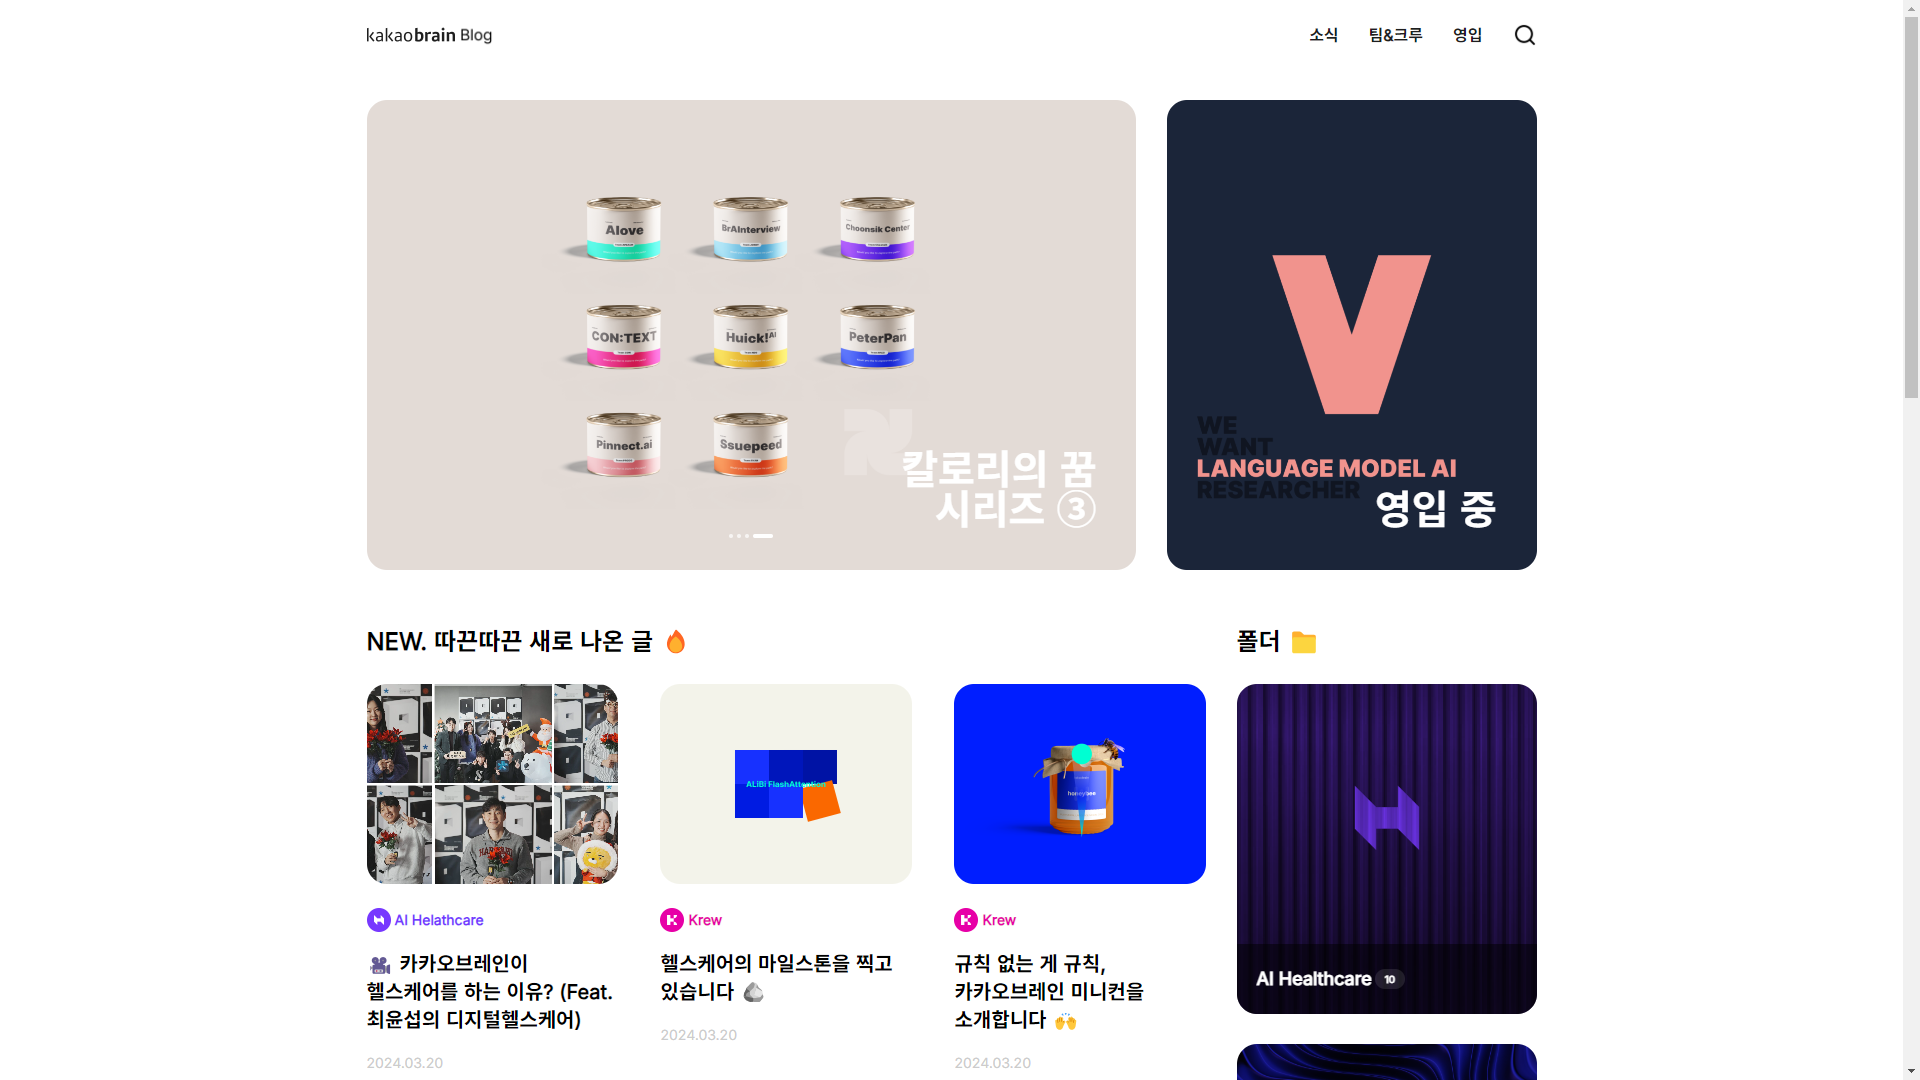 kakaobrain Blog
소식
팀&크루
영입
Alove
BrAInterview
Choonsik Center
CON:TEXT
Huick!AI
PeterPan
Pinnect.ai
Ssuepeed
칼로리의 꿈
시리즈 ③
WE
WANT
LANGUAGE MODEL AI
RESEARCHER
영입 중
NEW. 따끈따끈 새로 나온 글
폴더
ALiBi FlashAttention
honeybee
AI Helathcare
카카오브레인이
헬스케어를 하는 이유? (Feat.
최윤섭의 디지털헬스케어)
2024.03.20
Krew
헬스케어의 마일스톤을 찍고
있습니다
2024.03.20
Krew
규칙 없는 게 규칙,
카카오브레인 미니컨을
소개합니다
2024.03.20
AI Healthcare 10